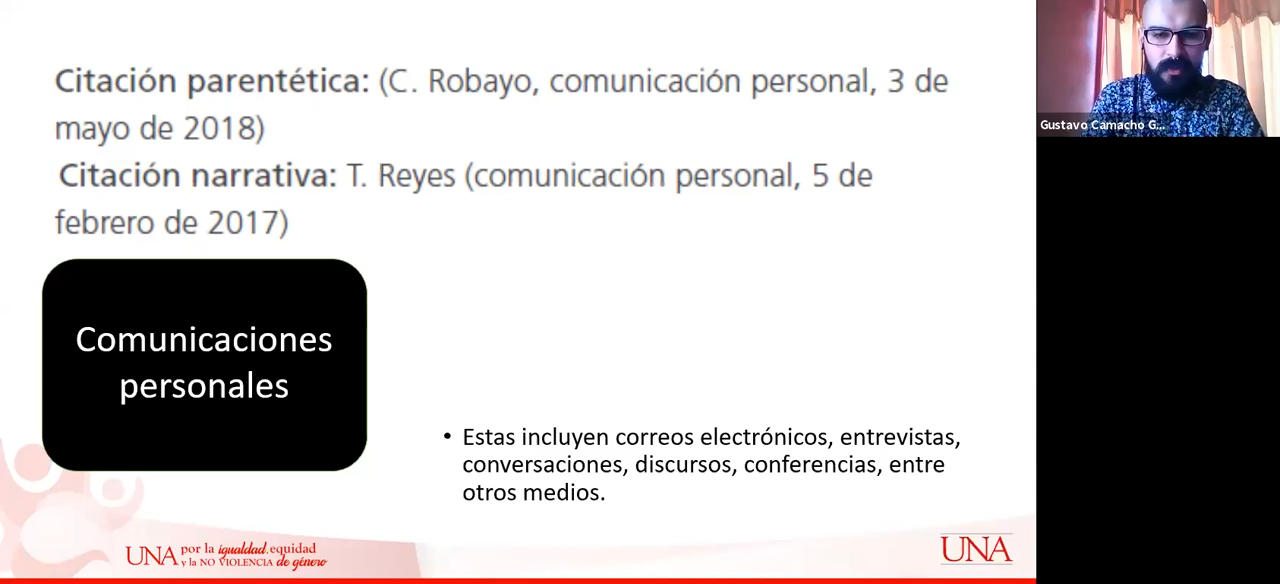 Citación parentética: (C. Robayo, comunicación personal, 3 de
mayo de 2018)
Citación narrativa: T. Reyes (comunicación personal, 5 de
febrero de 2017)
Comunicaciones
personales
• Estas incluyen correos electrónicos, entrevistas,
conversaciones, discursos, conferencias, entre
otros medios.
UNA por la igualdad, equidad
y la NO VIOLENCIA de género
UNA
Gustavo Camacho G...